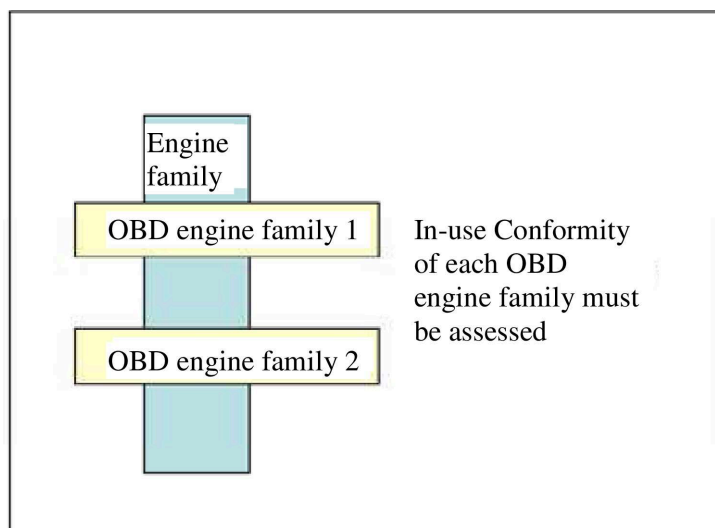 Engine
family
OBD engine family 1
In-use Conformity
of each OBD
engine family must
be assessed
OBD engine family 2